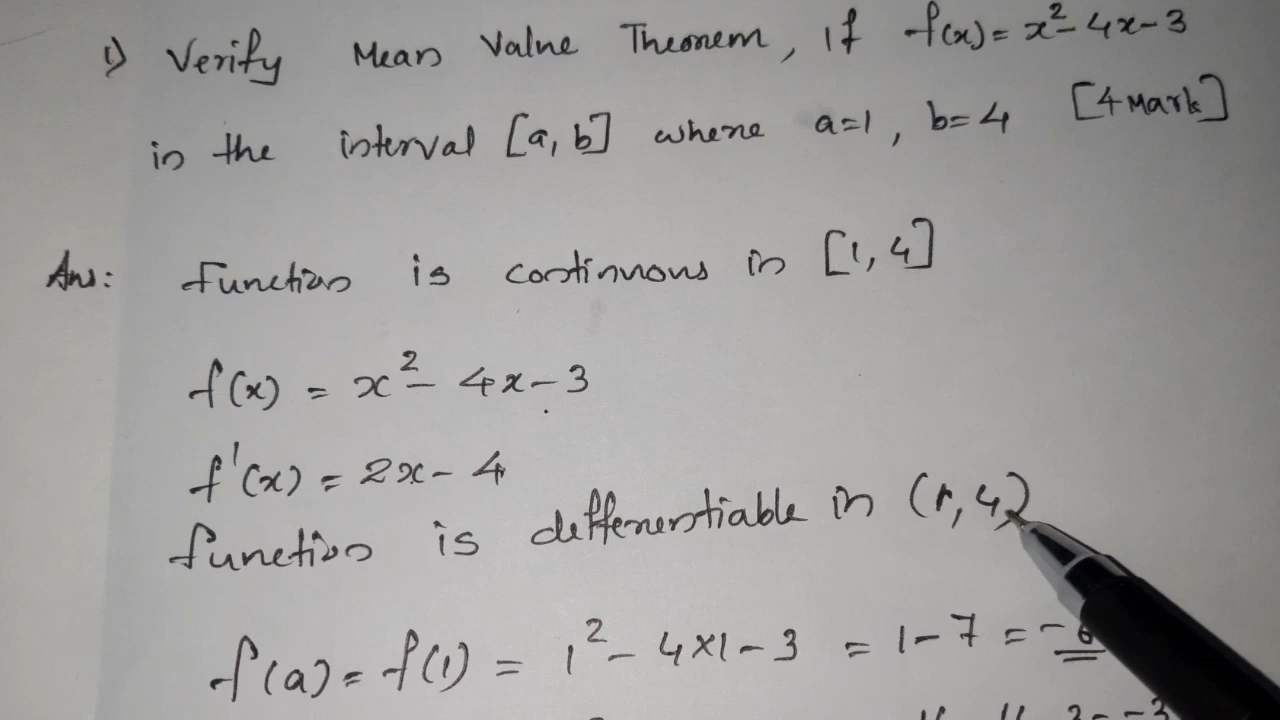 1) Verify Mean Value Theorem, if f(x) = x² - 4x - 3
in the interval [a, b] where a=1, b=4 [4 Mark]
Ans: Function is continuous in [1, 4]
f(x) = x² - 4x - 3
f'(x) = 2x - 4
function is differentiable in (1, 4)
f(a) = f(1) = 1² - 4×1 - 3 = 1 - 7 = -6